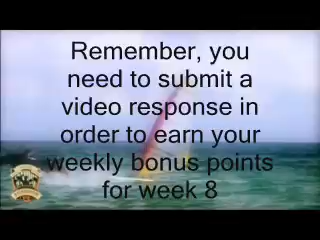 Remember, you
need to submit a
video response in
order to earn your
weekly bonus points
for week 8